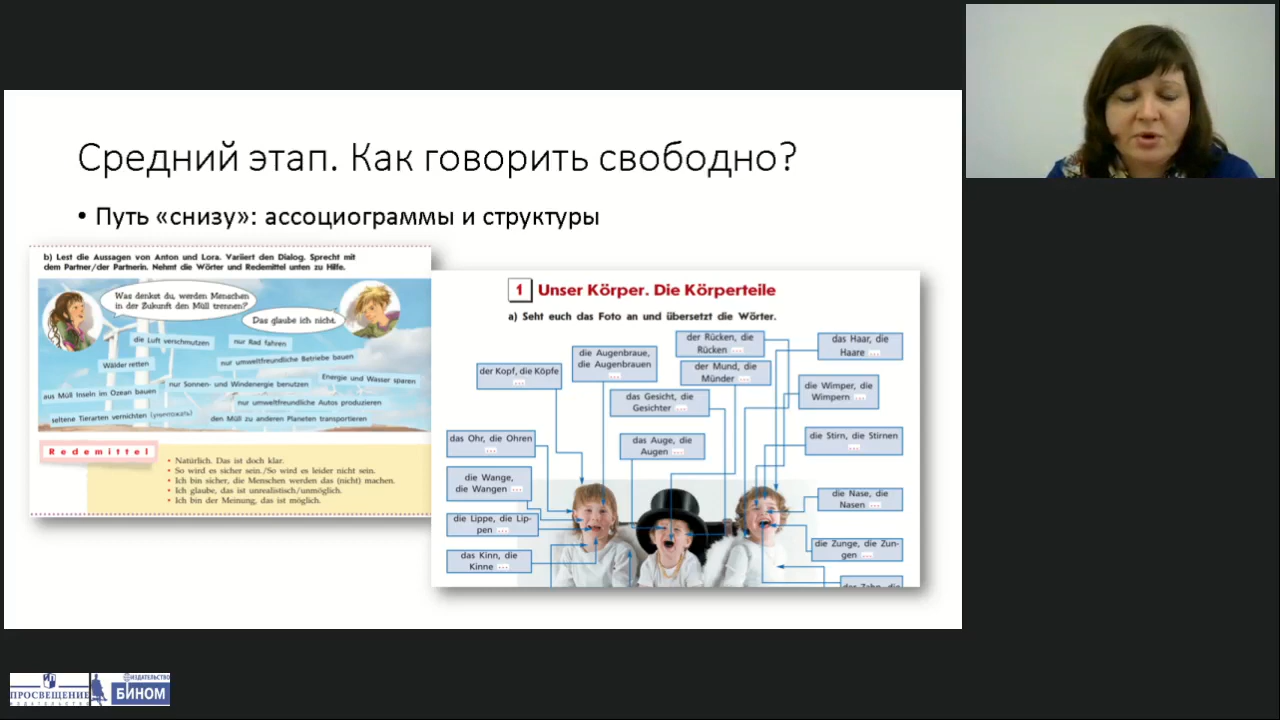 Средний этап. Как говорить свободно?
• Путь «снизу»: ассоциограммы и структуры
b) Lest die Aussagen von Anton und Lora. Variiert den Dialog. Sprecht mit
dem Partner/der Partnerin. Nehmt die Wörter und Redemittel unten zu Hilfe.
Was denkst du, werden Menschen
in der Zukunft den Müll trennen?
Das glaube ich nicht.
die Luft verschmutzen
nur Rad fahren
Wälder retten
nur umweltfreundliche Betriebe bauen
nur Sonnen- und Windenergie benutzen
Energie und Wasser sparen
aus Müll Inseln im Ozean bauen
nur umweltfreundliche Autos produzieren
seltene Tierarten vernichten (уничтожать)
den Müll zu anderen Planeten transportieren
Redemittel
• Natürlich. Das ist doch klar.
• So wird es sicher sein./So wird es leider nicht sein.
• Ich bin sicher, die Menschen werden das (nicht) machen.
• Ich glaube, das ist unrealistisch/unmöglich.
• Ich bin der Meinung, das ist möglich.
1 Unser Körper. Die Körperteile
a) Seht euch das Foto an und übersetzt die Wörter.
der Rücken, die
Rücken ...
das Haar, die
Haare ...
die Augenbraue,
die Augenbrauen
...
der Kopf, die Köpfe
...
der Mund, die
Münder ...
die Wimper, die
Wimpern ...
das Gesicht, die
Gesichter ...
das Ohr, die Ohren
...
das Auge, die
Augen ...
die Stirn, die Stirnen
...
die Wange,
die Wangen ...
die Nase, die
Nasen ...
die Lippe, die Lip-
pen ...
die Zunge, die Zun-
gen ...
das Kinn, die
Kinne ...
der Zahn, die
ПРОСВЕЩЕНИЕ
ИЗДАТЕЛЬСТВО
ИЗДАТЕЛЬСТВО
БИНОМ